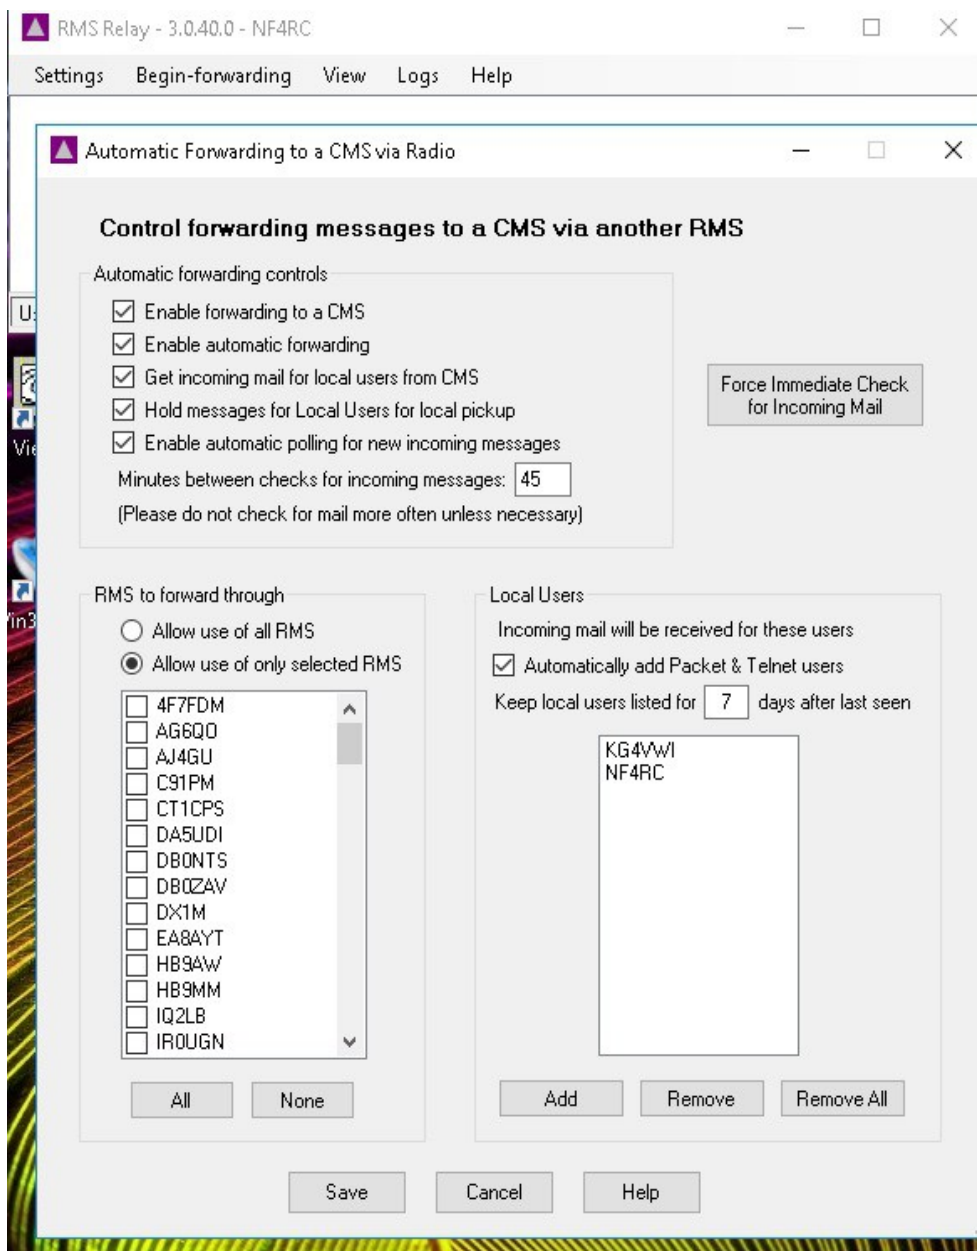 RMS Relay - 3.0.40.0 - NF4RC
Settings Begin-forwarding View Logs Help
Automatic Forwarding to a CMS via Radio
Control forwarding messages to a CMS via another RMS
Automatic forwarding controls
Enable forwarding to a CMS
Enable automatic forwarding
Get incoming mail for local users from CMS
Hold messages for Local Users for local pickup
Enable automatic polling for new incoming messages
Minutes between checks for incoming messages: 45
(Please do not check for mail more often unless necessary)
Force Immediate Check
for Incoming Mail
RMS to forward through
Allow use of all RMS
Allow use of only selected RMS
4F7FDM
AG6QO
AJ4GU
C91PM
CT1CPS
DA5UDI
DB0NTS
DB0ZAV
DX1M
EA8AYT
HB9AW
HB9MM
IQ2LB
IR0UGN
All None
Local Users
Incoming mail will be received for these users
Automatically add Packet & Telnet users
Keep local users listed for 7 days after last seen
KG4VWI
NF4RC
Add Remove Remove All
Save Cancel Help